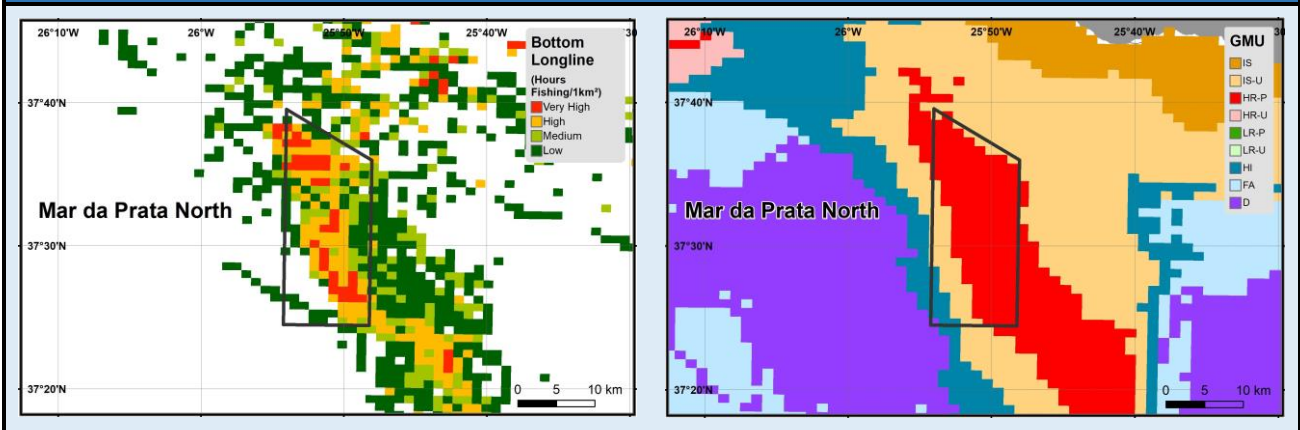 26°10'W 26°W 25°50'W 25°40'W 30
37°40'N
37°30'N
37°20'N
Mar da Prata North
Bottom
Longline
(Hours
Fishing/1km²)
Very High
High
Medium
Low
0 5 10 km
26°10'W 26°W 25°50'W 25°40'W 30
37°40'N
37°30'N
37°20'N
Mar da Prata North
GMU
IS
IS-U
HR-P
HR-U
LR-P
LR-U
HI
FA
D
0 5 10 km